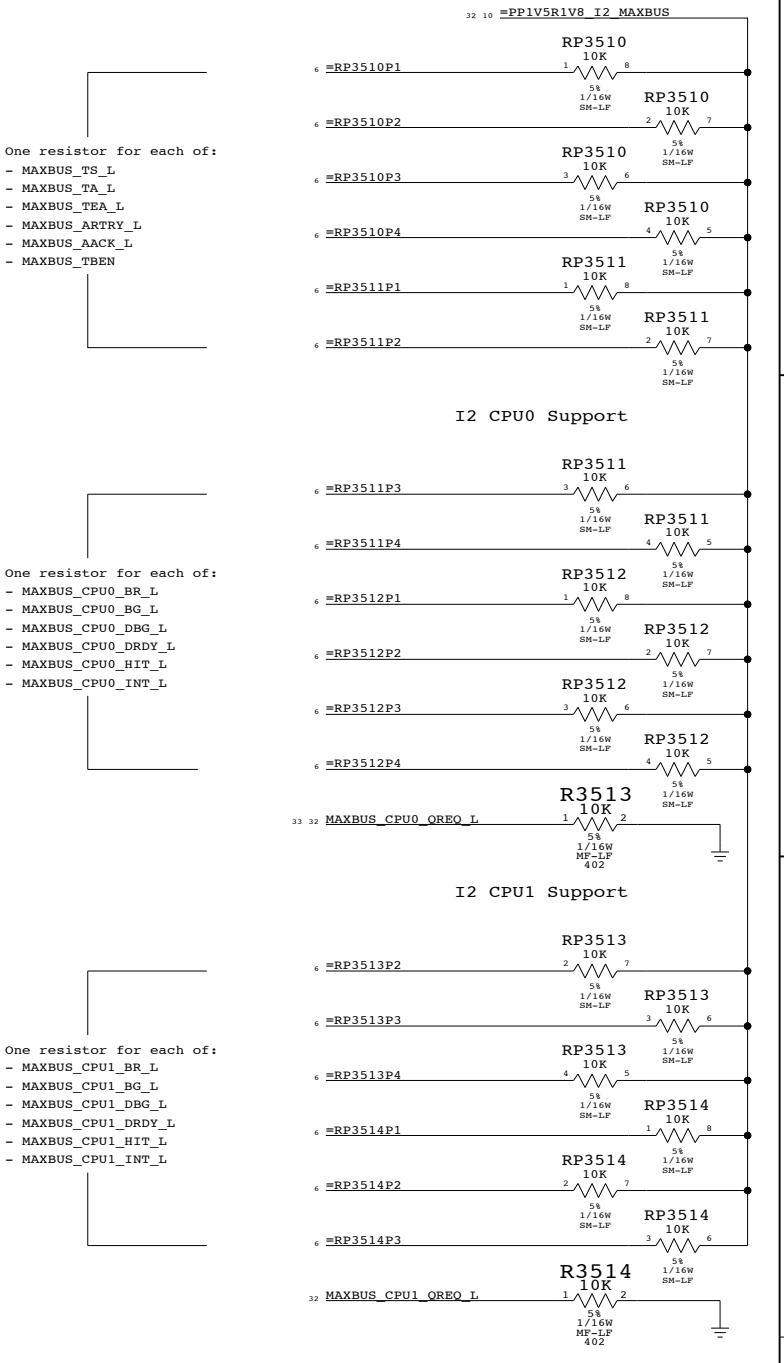 32 10 =PP1V5R1V8_I2_MAXBUS
RP3510
10K
6 =RP3510P1 1 8
5%
1/16W
SM-LF
RP3510
10K
6 =RP3510P2 2 7
5%
1/16W
SM-LF
One resistor for each of:
- MAXBUS_TS_L
- MAXBUS_TA_L
- MAXBUS_TEA_L
- MAXBUS_ARTRY_L
- MAXBUS_AACK_L
- MAXBUS_TBEN
RP3510
10K
6 =RP3510P3 3 6
5%
1/16W
SM-LF
RP3510
10K
6 =RP3510P4 4 5
5%
1/16W
SM-LF
RP3511
10K
6 =RP3511P1 1 8
5%
1/16W
SM-LF
RP3511
10K
6 =RP3511P2 2 7
5%
1/16W
SM-LF
I2 CPU0 Support
RP3511
10K
6 =RP3511P3 3 6
5%
1/16W
SM-LF
RP3511
10K
6 =RP3511P4 4 5
5%
1/16W
SM-LF
One resistor for each of:
- MAXBUS_CPU0_BR_L
- MAXBUS_CPU0_BG_L
- MAXBUS_CPU0_DBG_L
- MAXBUS_CPU0_DRDY_L
- MAXBUS_CPU0_HIT_L
- MAXBUS_CPU0_INT_L
RP3512
10K
6 =RP3512P1 1 8
5%
1/16W
SM-LF
RP3512
10K
6 =RP3512P2 2 7
5%
1/16W
SM-LF
RP3512
10K
6 =RP3512P3 3 6
5%
1/16W
SM-LF
RP3512
10K
6 =RP3512P4 4 5
5%
1/16W
SM-LF
R3513
10K
33 32 MAXBUS_CPU0_QREQ_L 1 2
5%
1/16W
MF-LF
402
I2 CPU1 Support
RP3513
10K
6 =RP3513P2 2 7
5%
1/16W
SM-LF
RP3513
10K
6 =RP3513P3 3 6
5%
1/16W
SM-LF
One resistor for each of:
- MAXBUS_CPU1_BR_L
- MAXBUS_CPU1_BG_L
- MAXBUS_CPU1_DBG_L
- MAXBUS_CPU1_DRDY_L
- MAXBUS_CPU1_HIT_L
- MAXBUS_CPU1_INT_L
RP3513
10K
6 =RP3513P4 4 5
5%
1/16W
SM-LF
RP3514
10K
6 =RP3514P1 1 8
5%
1/16W
SM-LF
RP3514
10K
6 =RP3514P2 2 7
5%
1/16W
SM-LF
RP3514
10K
6 =RP3514P3 3 6
5%
1/16W
SM-LF
R3514
10K
32 MAXBUS_CPU1_QREQ_L 1 2
5%
1/16W
MF-LF
402